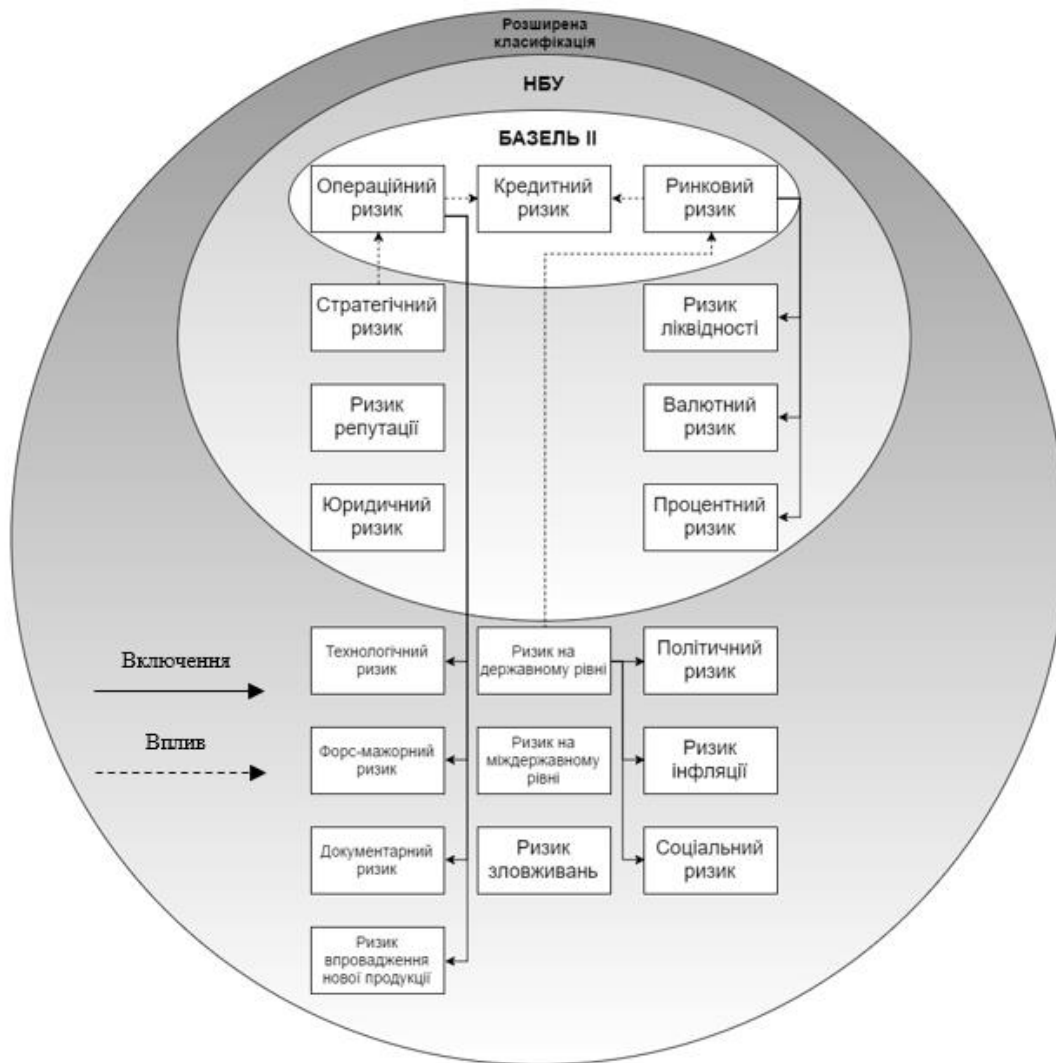 Розширена
класифікація
НБУ
БАЗЕЛЬ II
Операційний
ризик
Кредитний
ризик
Ринковий
ризик
Стратегічний
ризик
Ризик
ліквідності
Ризик
репутації
Валютний
ризик
Юридичний
ризик
Процентний
ризик
Включення
Вплив
Технологічний
ризик
Ризик на
державному рівні
Політичний
ризик
Форс-мажорний
ризик
Ризик на
міждержавному
рівні
Ризик
інфляції
Документарний
ризик
Ризик
зловживань
Соціальний
ризик
Ризик
впровадження
нової продукції